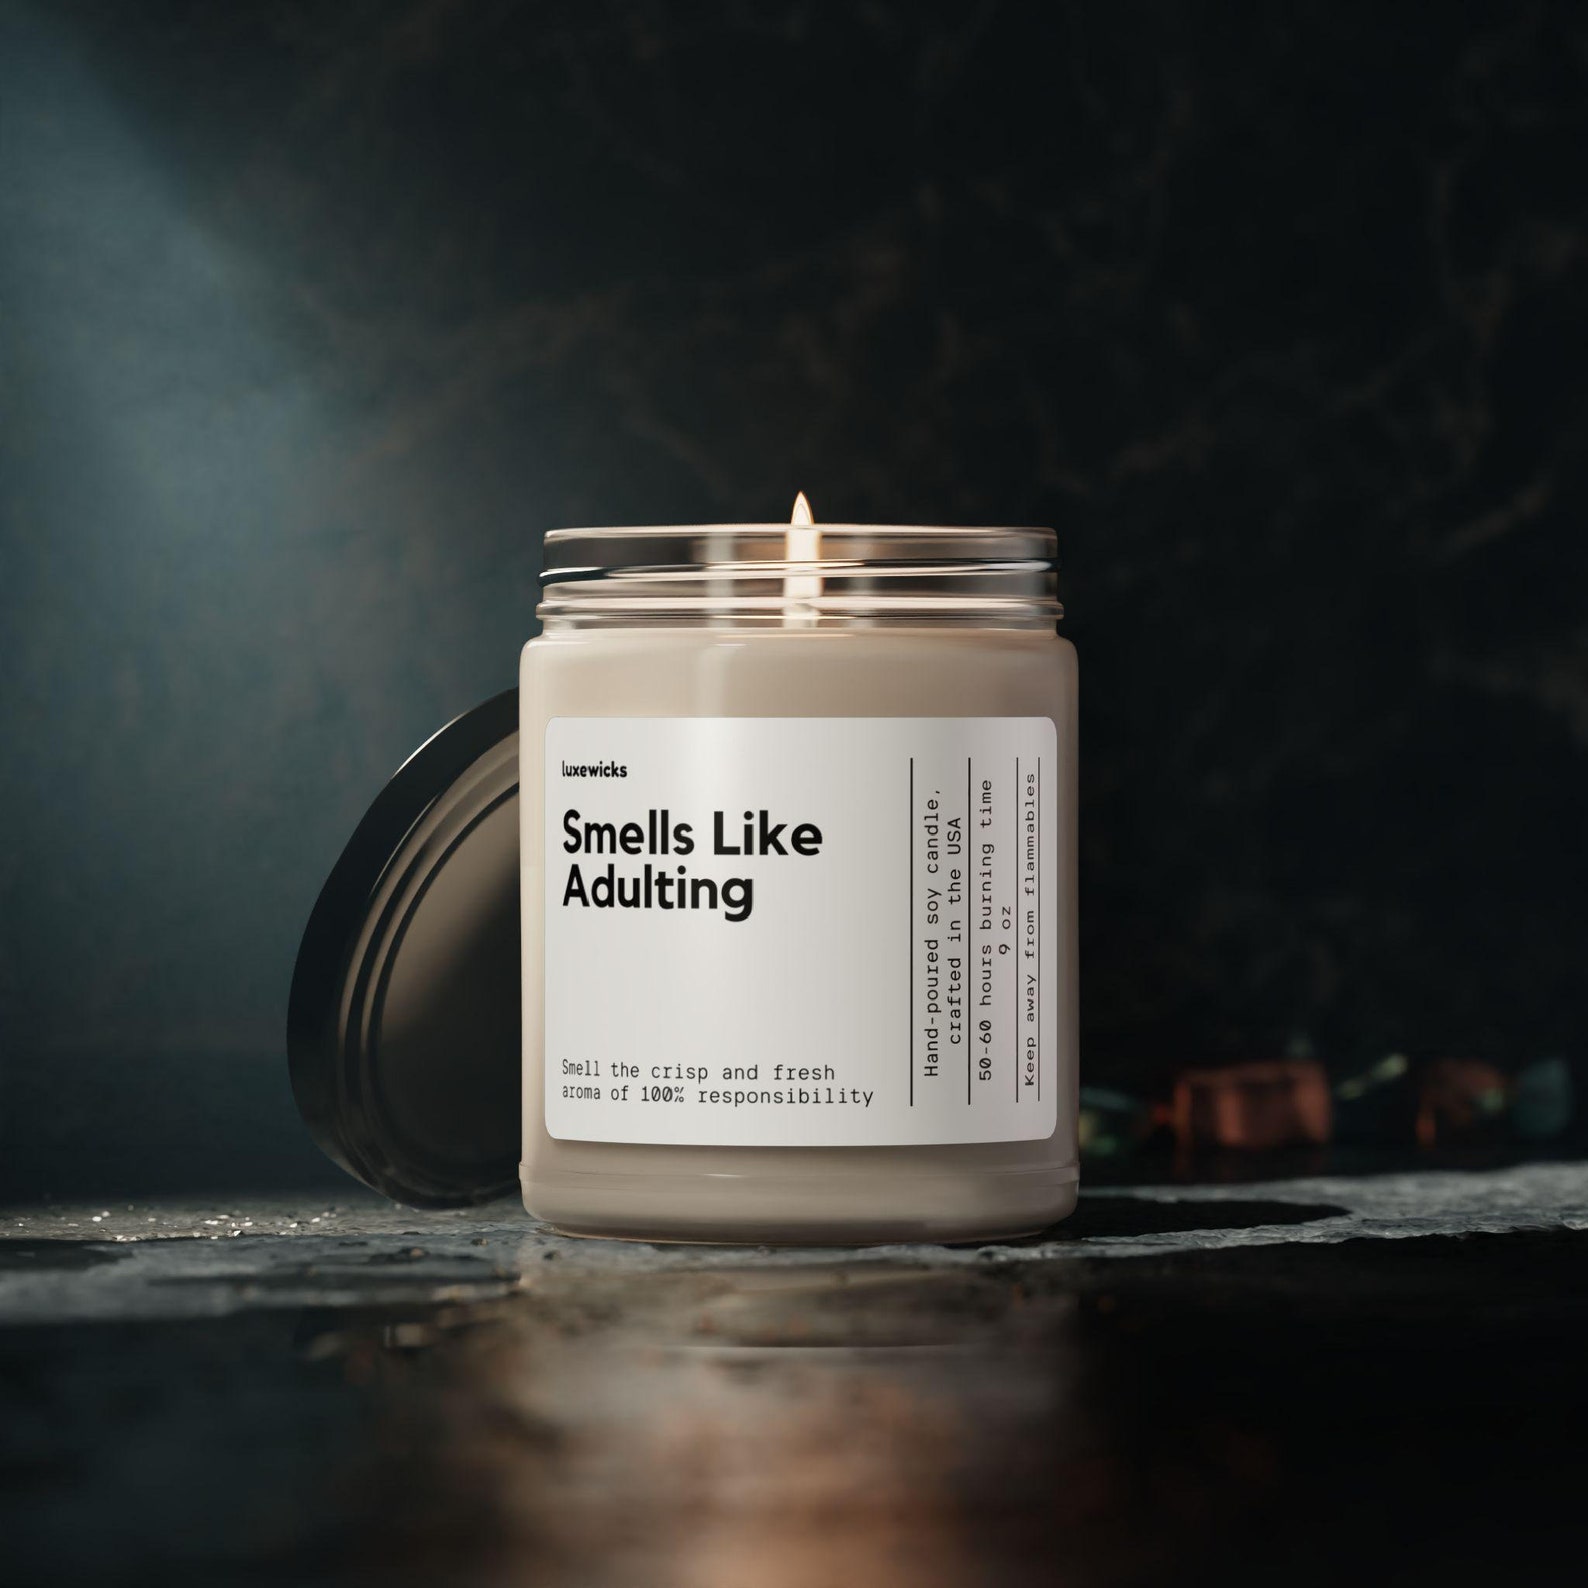 luxewicks
Smells Like
Adulting
Smell the crisp and fresh
aroma of 100% responsibility
Hand-poured soy candle,
crafted in the USA
50-60 hours burning time
9 oz
Keep away from flammables